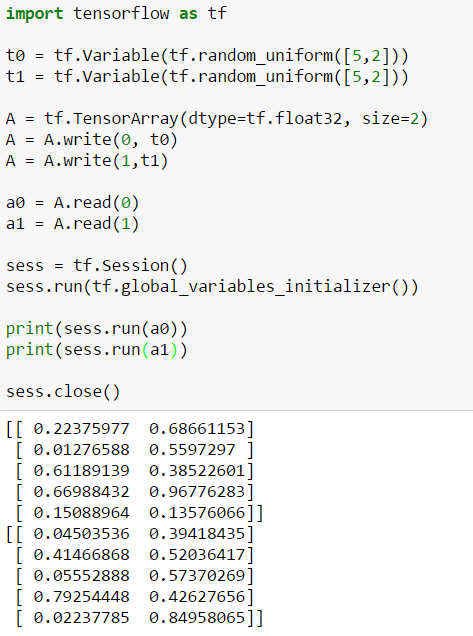 import tensorflow as tf
t0 = tf.Variable(tf.random_uniform([5,2]))
t1 = tf.Variable(tf.random_uniform([5,2]))
A = tf.TensorArray(dtype=tf.float32, size=2)
A = A.write(0, t0)
A = A.write(1,t1)
a0 = A.read(0)
a1 = A.read(1)
sess = tf.Session()
sess.run(tf.global_variables_initializer())
print(sess.run(a0))
print(sess.run(a1))
sess.close()
[[ 0.22375977  0.68661153]
 [ 0.01276588  0.5597297 ]
 [ 0.61189139  0.38522601]
 [ 0.66988432  0.96776283]
 [ 0.15088964  0.13576066]]
[[ 0.04503536  0.39418435]
 [ 0.41466868  0.52036417]
 [ 0.05552888  0.57370269]
 [ 0.79254448  0.42627656]
 [ 0.02237785  0.84958065]]